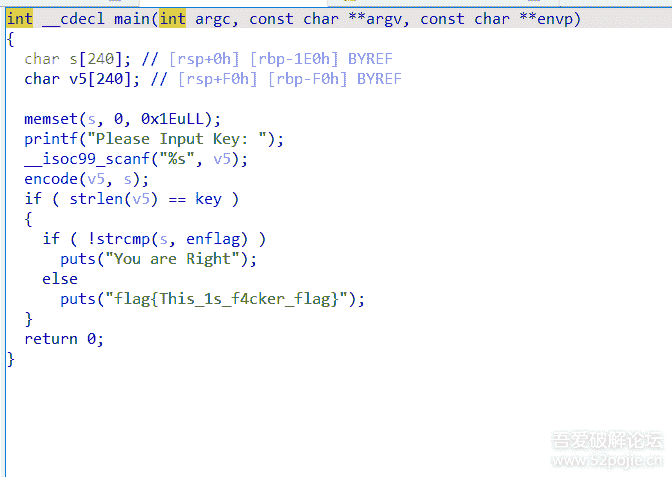 int __cdecl main(int argc, const char **argv, const char **envp)
{
  char s[240]; // [rsp+0h] [rbp-1E0h] BYREF
  char v5[240]; // [rsp+F0h] [rbp-F0h] BYREF

  memset(s, 0, 0x1EuLL);
  printf("Please Input Key: ");
  __isoc99_scanf("%s", v5);
  encode(v5, s);
  if ( strlen(v5) == key )
  {
    if ( !strcmp(s, enflag) )
      puts("You are Right");
    else
      puts("flag{This_1s_f4cker_flag}");
  }
  return 0;
}
吾爱破解论坛
www.52pojie.cn